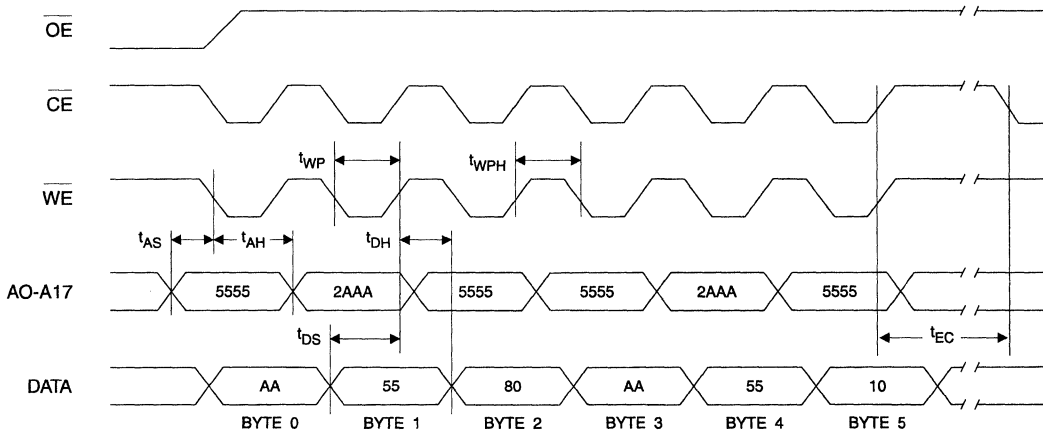 OE
CE
tWP
tWPH
WE
tAS
tAH
tDH
AO-A17
5555
2AAA
5555
5555
2AAA
5555
tDS
tEC
DATA
AA
55
80
AA
55
10
BYTE 0
BYTE 1
BYTE 2
BYTE 3
BYTE 4
BYTE 5